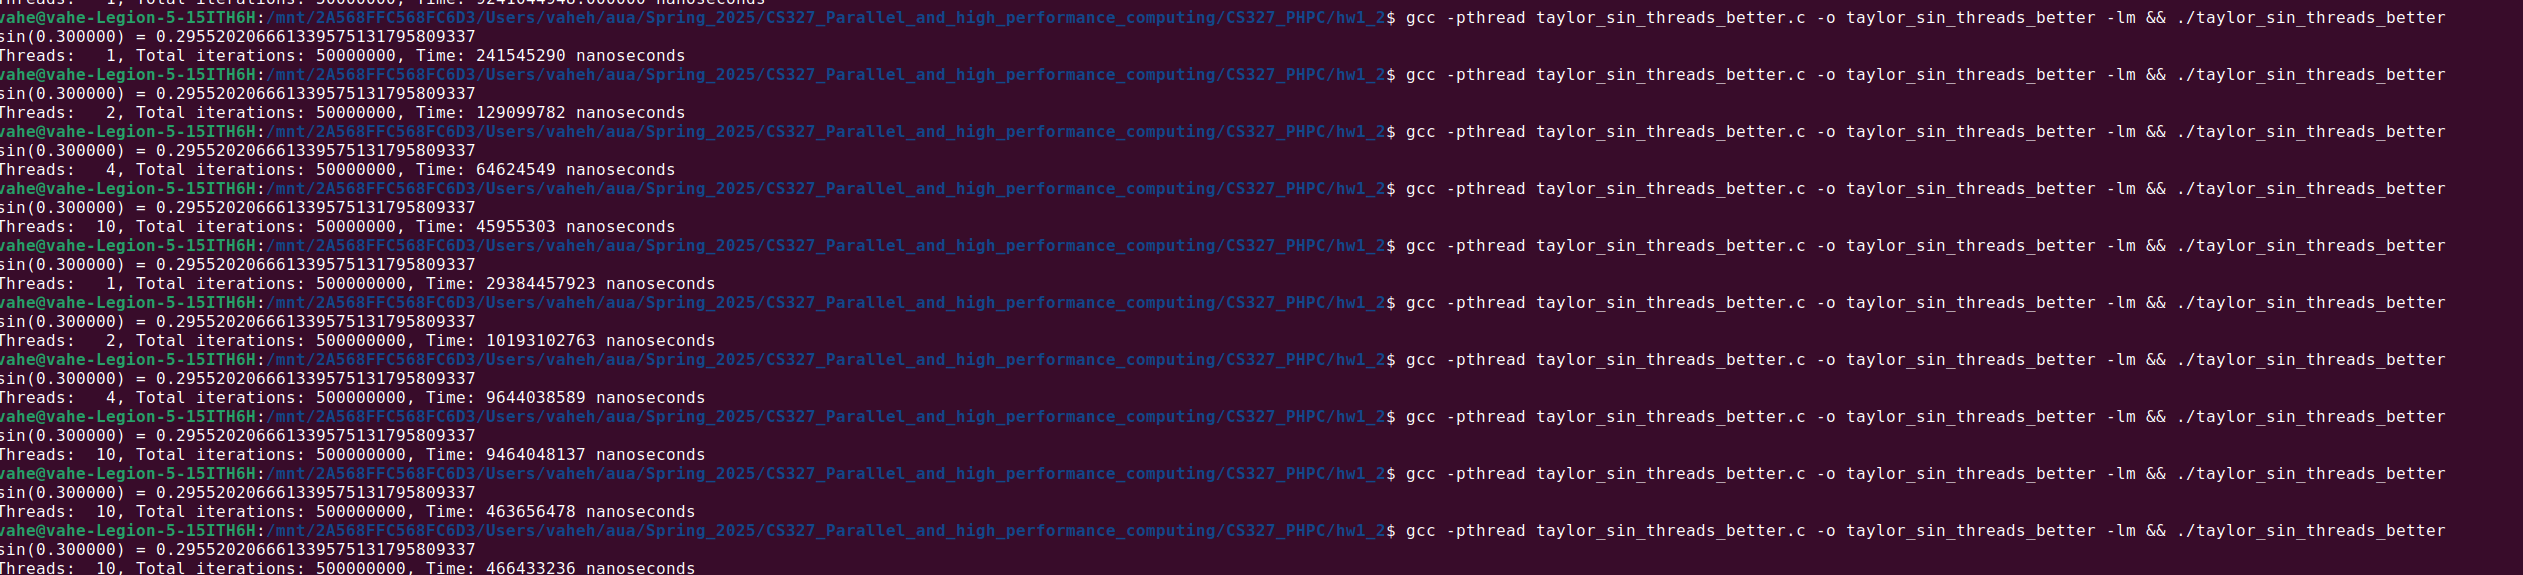 Threads:   1, Total iterations: 50000000, Time: 9241044948.000000 nanoseconds
vahe@vahe-Legion-5-15ITH6H:/mnt/2A568FFC568FC6D3/Users/vaheh/aua/Spring_2025/CS327_Parallel_and_high_performance_computing/CS327_PHPC/hw1_2$ gcc -pthread taylor_sin_threads_better.c -o taylor_sin_threads_better -lm && ./taylor_sin_threads_better
sin(0.300000) = 0.295520206661339575131795809337
Threads:   1, Total iterations: 50000000, Time: 241545290 nanoseconds
vahe@vahe-Legion-5-15ITH6H:/mnt/2A568FFC568FC6D3/Users/vaheh/aua/Spring_2025/CS327_Parallel_and_high_performance_computing/CS327_PHPC/hw1_2$ gcc -pthread taylor_sin_threads_better.c -o taylor_sin_threads_better -lm && ./taylor_sin_threads_better
sin(0.300000) = 0.295520206661339575131795809337
Threads:   2, Total iterations: 50000000, Time: 129099782 nanoseconds
vahe@vahe-Legion-5-15ITH6H:/mnt/2A568FFC568FC6D3/Users/vaheh/aua/Spring_2025/CS327_Parallel_and_high_performance_computing/CS327_PHPC/hw1_2$ gcc -pthread taylor_sin_threads_better.c -o taylor_sin_threads_better -lm && ./taylor_sin_threads_better
sin(0.300000) = 0.295520206661339575131795809337
Threads:   4, Total iterations: 50000000, Time: 64624549 nanoseconds
vahe@vahe-Legion-5-15ITH6H:/mnt/2A568FFC568FC6D3/Users/vaheh/aua/Spring_2025/CS327_Parallel_and_high_performance_computing/CS327_PHPC/hw1_2$ gcc -pthread taylor_sin_threads_better.c -o taylor_sin_threads_better -lm && ./taylor_sin_threads_better
sin(0.300000) = 0.295520206661339575131795809337
Threads:  10, Total iterations: 50000000, Time: 45955303 nanoseconds
vahe@vahe-Legion-5-15ITH6H:/mnt/2A568FFC568FC6D3/Users/vaheh/aua/Spring_2025/CS327_Parallel_and_high_performance_computing/CS327_PHPC/hw1_2$ gcc -pthread taylor_sin_threads_better.c -o taylor_sin_threads_better -lm && ./taylor_sin_threads_better
sin(0.300000) = 0.295520206661339575131795809337
Threads:   1, Total iterations: 500000000, Time: 29384457923 nanoseconds
vahe@vahe-Legion-5-15ITH6H:/mnt/2A568FFC568FC6D3/Users/vaheh/aua/Spring_2025/CS327_Parallel_and_high_performance_computing/CS327_PHPC/hw1_2$ gcc -pthread taylor_sin_threads_better.c -o taylor_sin_threads_better -lm && ./taylor_sin_threads_better
sin(0.300000) = 0.295520206661339575131795809337
Threads:   2, Total iterations: 500000000, Time: 10193102763 nanoseconds
vahe@vahe-Legion-5-15ITH6H:/mnt/2A568FFC568FC6D3/Users/vaheh/aua/Spring_2025/CS327_Parallel_and_high_performance_computing/CS327_PHPC/hw1_2$ gcc -pthread taylor_sin_threads_better.c -o taylor_sin_threads_better -lm && ./taylor_sin_threads_better
sin(0.300000) = 0.295520206661339575131795809337
Threads:   4, Total iterations: 500000000, Time: 9644038589 nanoseconds
vahe@vahe-Legion-5-15ITH6H:/mnt/2A568FFC568FC6D3/Users/vaheh/aua/Spring_2025/CS327_Parallel_and_high_performance_computing/CS327_PHPC/hw1_2$ gcc -pthread taylor_sin_threads_better.c -o taylor_sin_threads_better -lm && ./taylor_sin_threads_better
sin(0.300000) = 0.295520206661339575131795809337
Threads:  10, Total iterations: 500000000, Time: 9464048137 nanoseconds
vahe@vahe-Legion-5-15ITH6H:/mnt/2A568FFC568FC6D3/Users/vaheh/aua/Spring_2025/CS327_Parallel_and_high_performance_computing/CS327_PHPC/hw1_2$ gcc -pthread taylor_sin_threads_better.c -o taylor_sin_threads_better -lm && ./taylor_sin_threads_better
sin(0.300000) = 0.295520206661339575131795809337
Threads:  10, Total iterations: 500000000, Time: 463656478 nanoseconds
vahe@vahe-Legion-5-15ITH6H:/mnt/2A568FFC568FC6D3/Users/vaheh/aua/Spring_2025/CS327_Parallel_and_high_performance_computing/CS327_PHPC/hw1_2$ gcc -pthread taylor_sin_threads_better.c -o taylor_sin_threads_better -lm && ./taylor_sin_threads_better
sin(0.300000) = 0.295520206661339575131795809337
Threads:  10, Total iterations: 500000000, Time: 466433236 nanoseconds